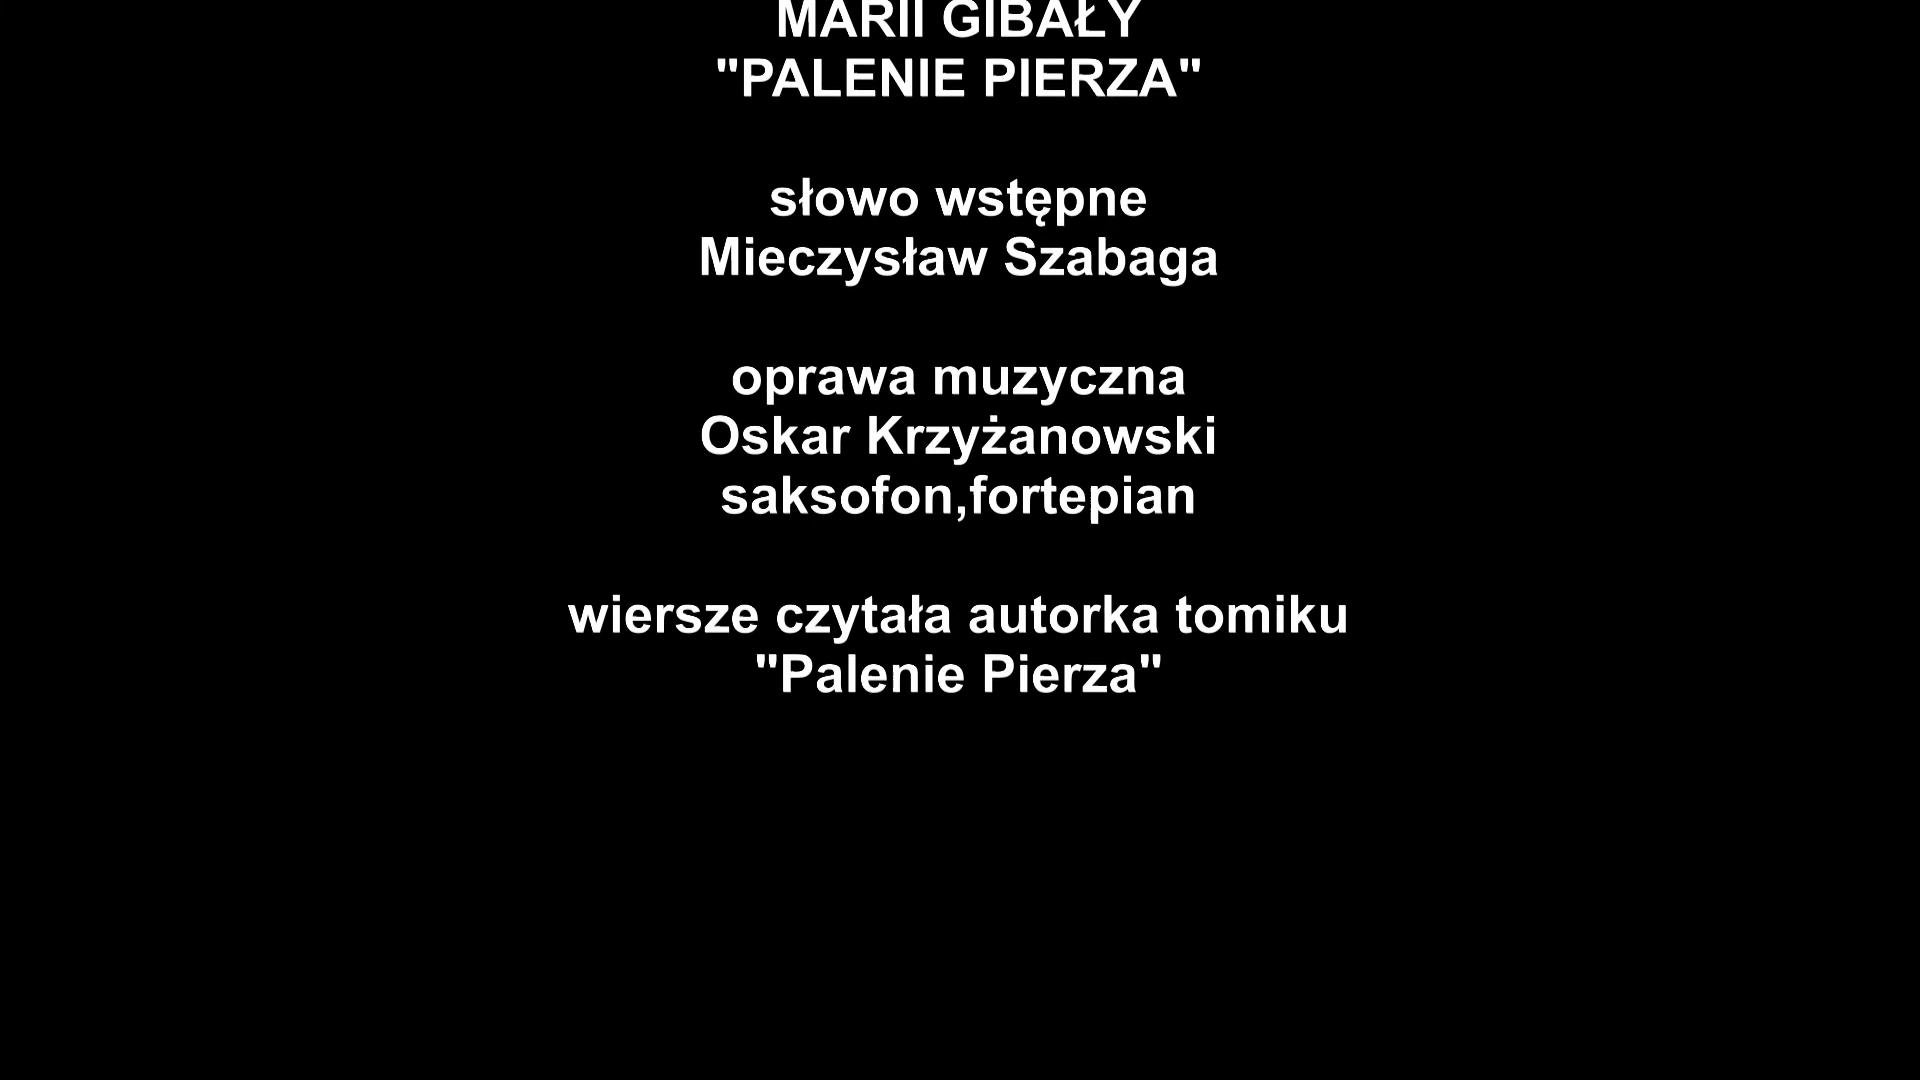 MARII GIBAŁY
"PALENIE PIERZA"
słowo wstępne
Mieczysław Szabaga
oprawa muzyczna
Oskar Krzyżanowski
saksofon,fortepian
wiersze czytała autorka tomiku
"Palenie Pierza"